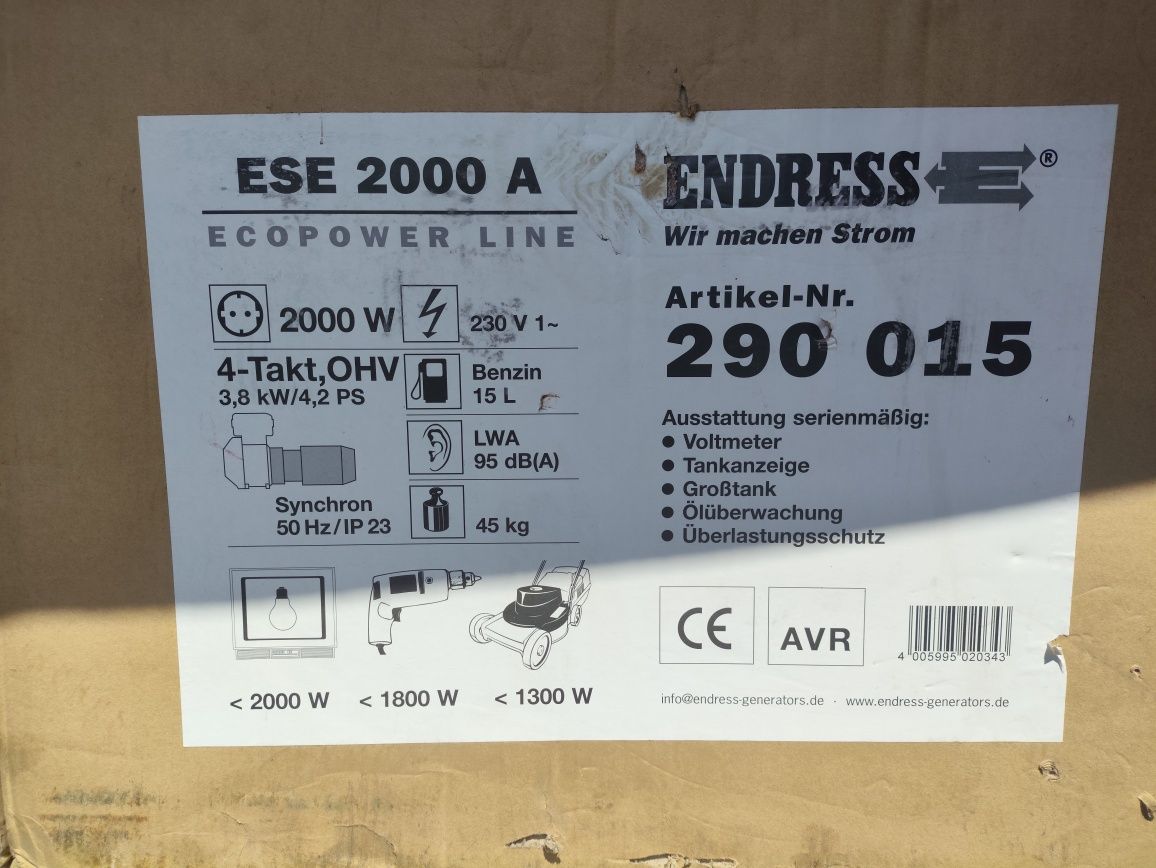 ESE 2000 A
ECOPOWER LINE
2000 W
230 V 1~
4-Takt,OHV
3,8 kW/4,2 PS
Benzin
15 L
LWA
95 dB(A)
Synchron
50 Hz/IP 23
45 kg
< 2000 W
< 1800 W
< 1300 W
ENDRESS E ®
Wir machen Strom
Artikel-Nr.
290 015
Ausstattung serienmäßig:
● Voltmeter
● Tankanzeige
● Großtank
● Ölüberwachung
● Überlastungsschutz
CE
AVR
4 005995 020343
info@endress-generators.de · www.endress-generators.de